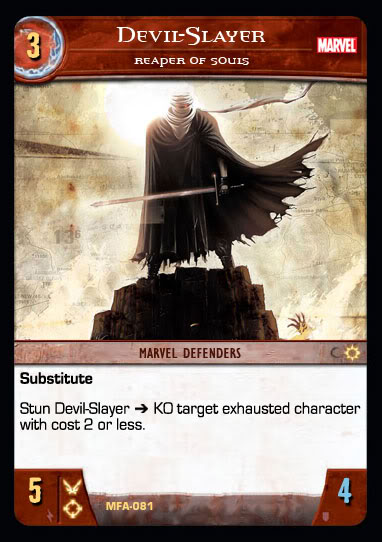 3
DEVIL-SLAYER
REAPER OF SOULS
MARVEL
MARVEL DEFENDERS
C
Substitute
Stun Devil-Slayer ➔ KO target exhausted character
with cost 2 or less.
5
MFA-081
4